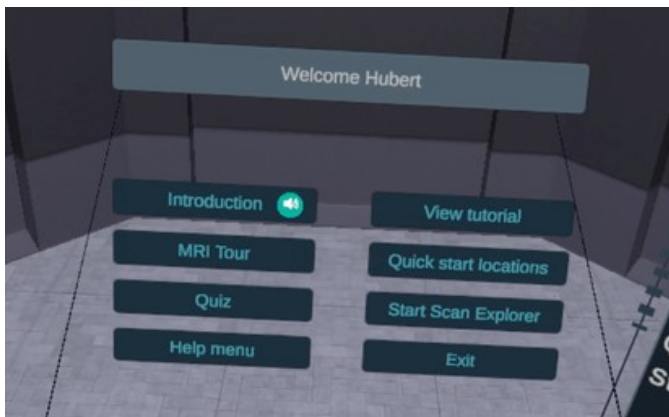 Welcome Hubert
Introduction
MRI Tour
Quiz
Help menu
View tutorial
Quick start locations
Start Scan Explorer
Exit